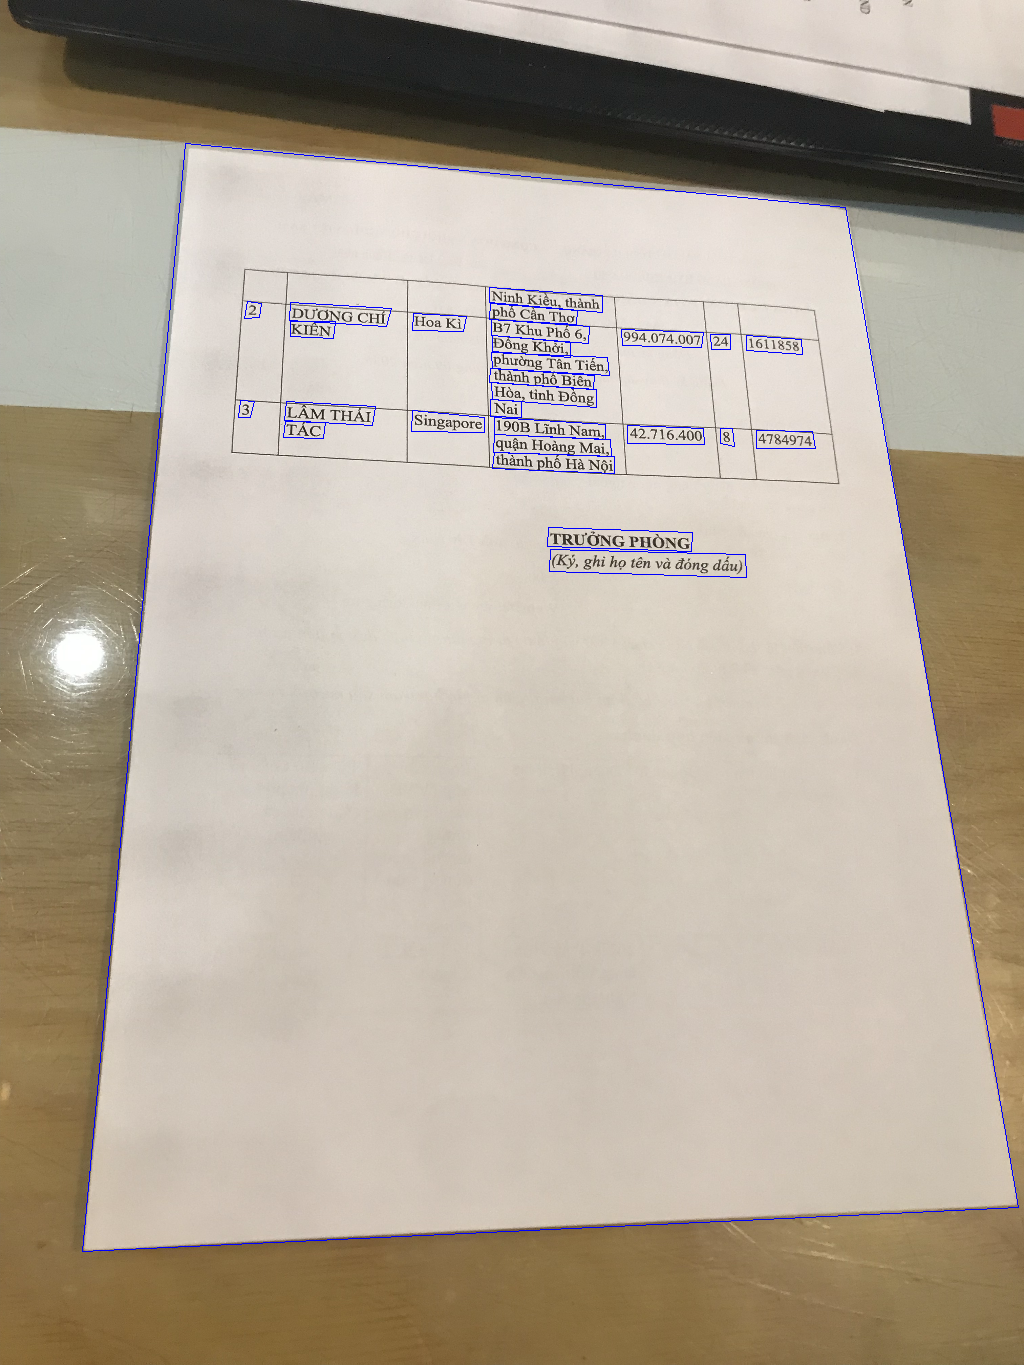 Ninh Kiều, thành
phố Cần Thơ
2
DƯƠNG CHÍ
KIÊN
Hoa Kì
B7 Khu Phố 6,
Đồng Khởi,
phường Tân Tiến,
thành phố Biên
Hòa, tỉnh Đồng
Nai
994.074.007
24
1611858
3
LÂM THÁI
TÁC
Singapore
190B Lĩnh Nam,
quận Hoàng Mai,
thành phố Hà Nội
42.716.400
8
4784974
TRƯỞNG PHÒNG
(Ký, ghi họ tên và đóng dấu)